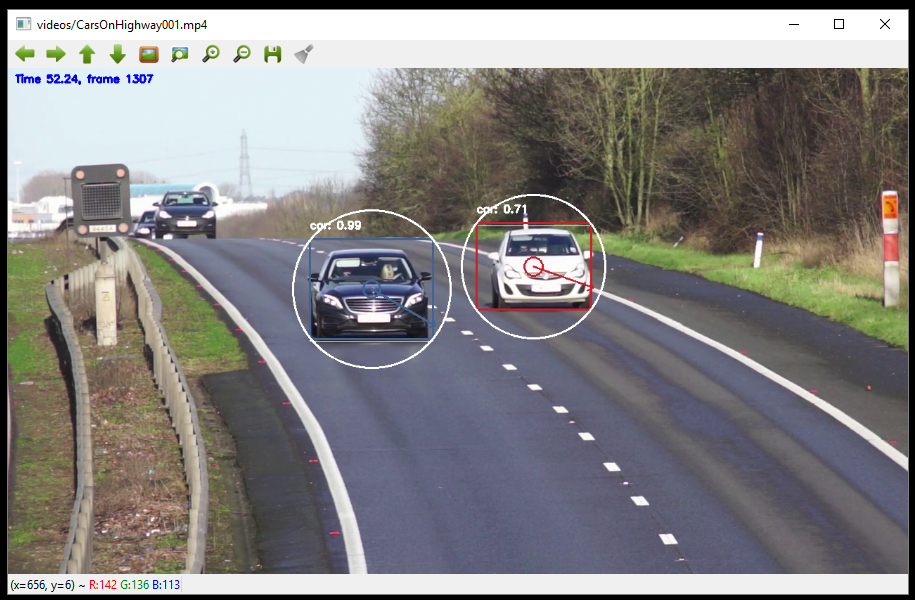 videos/CarsOnHighway001.mp4
Time 52.24, frame 1307
car: 0.99
car: 0.71
(x=656, y=6) ~ R:142 G:136 B:113